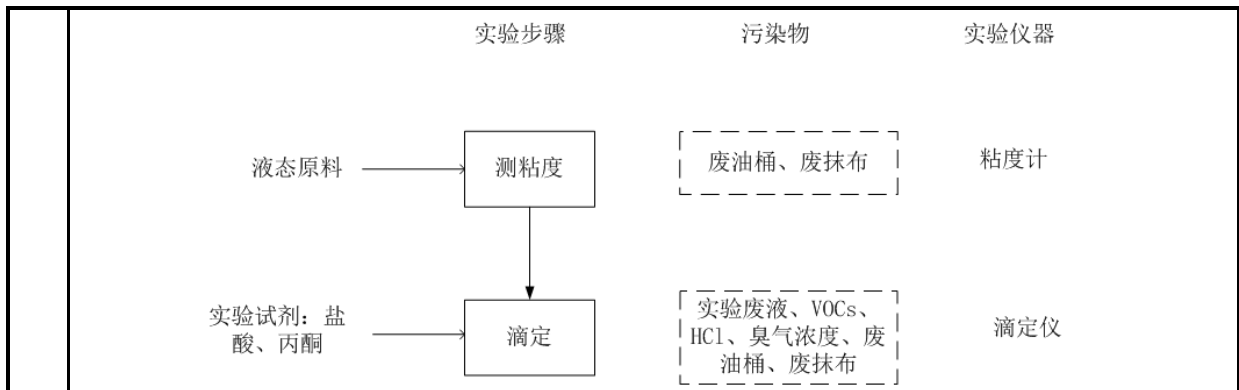 实验步骤 污染物 实验仪器
液态原料 测粘度 废油桶、废抹布 粘度计
实验试剂：盐
酸、丙酮
滴定
实验废液、VOCs、
HCl、臭气浓度、废
油桶、废抹布
滴定仪